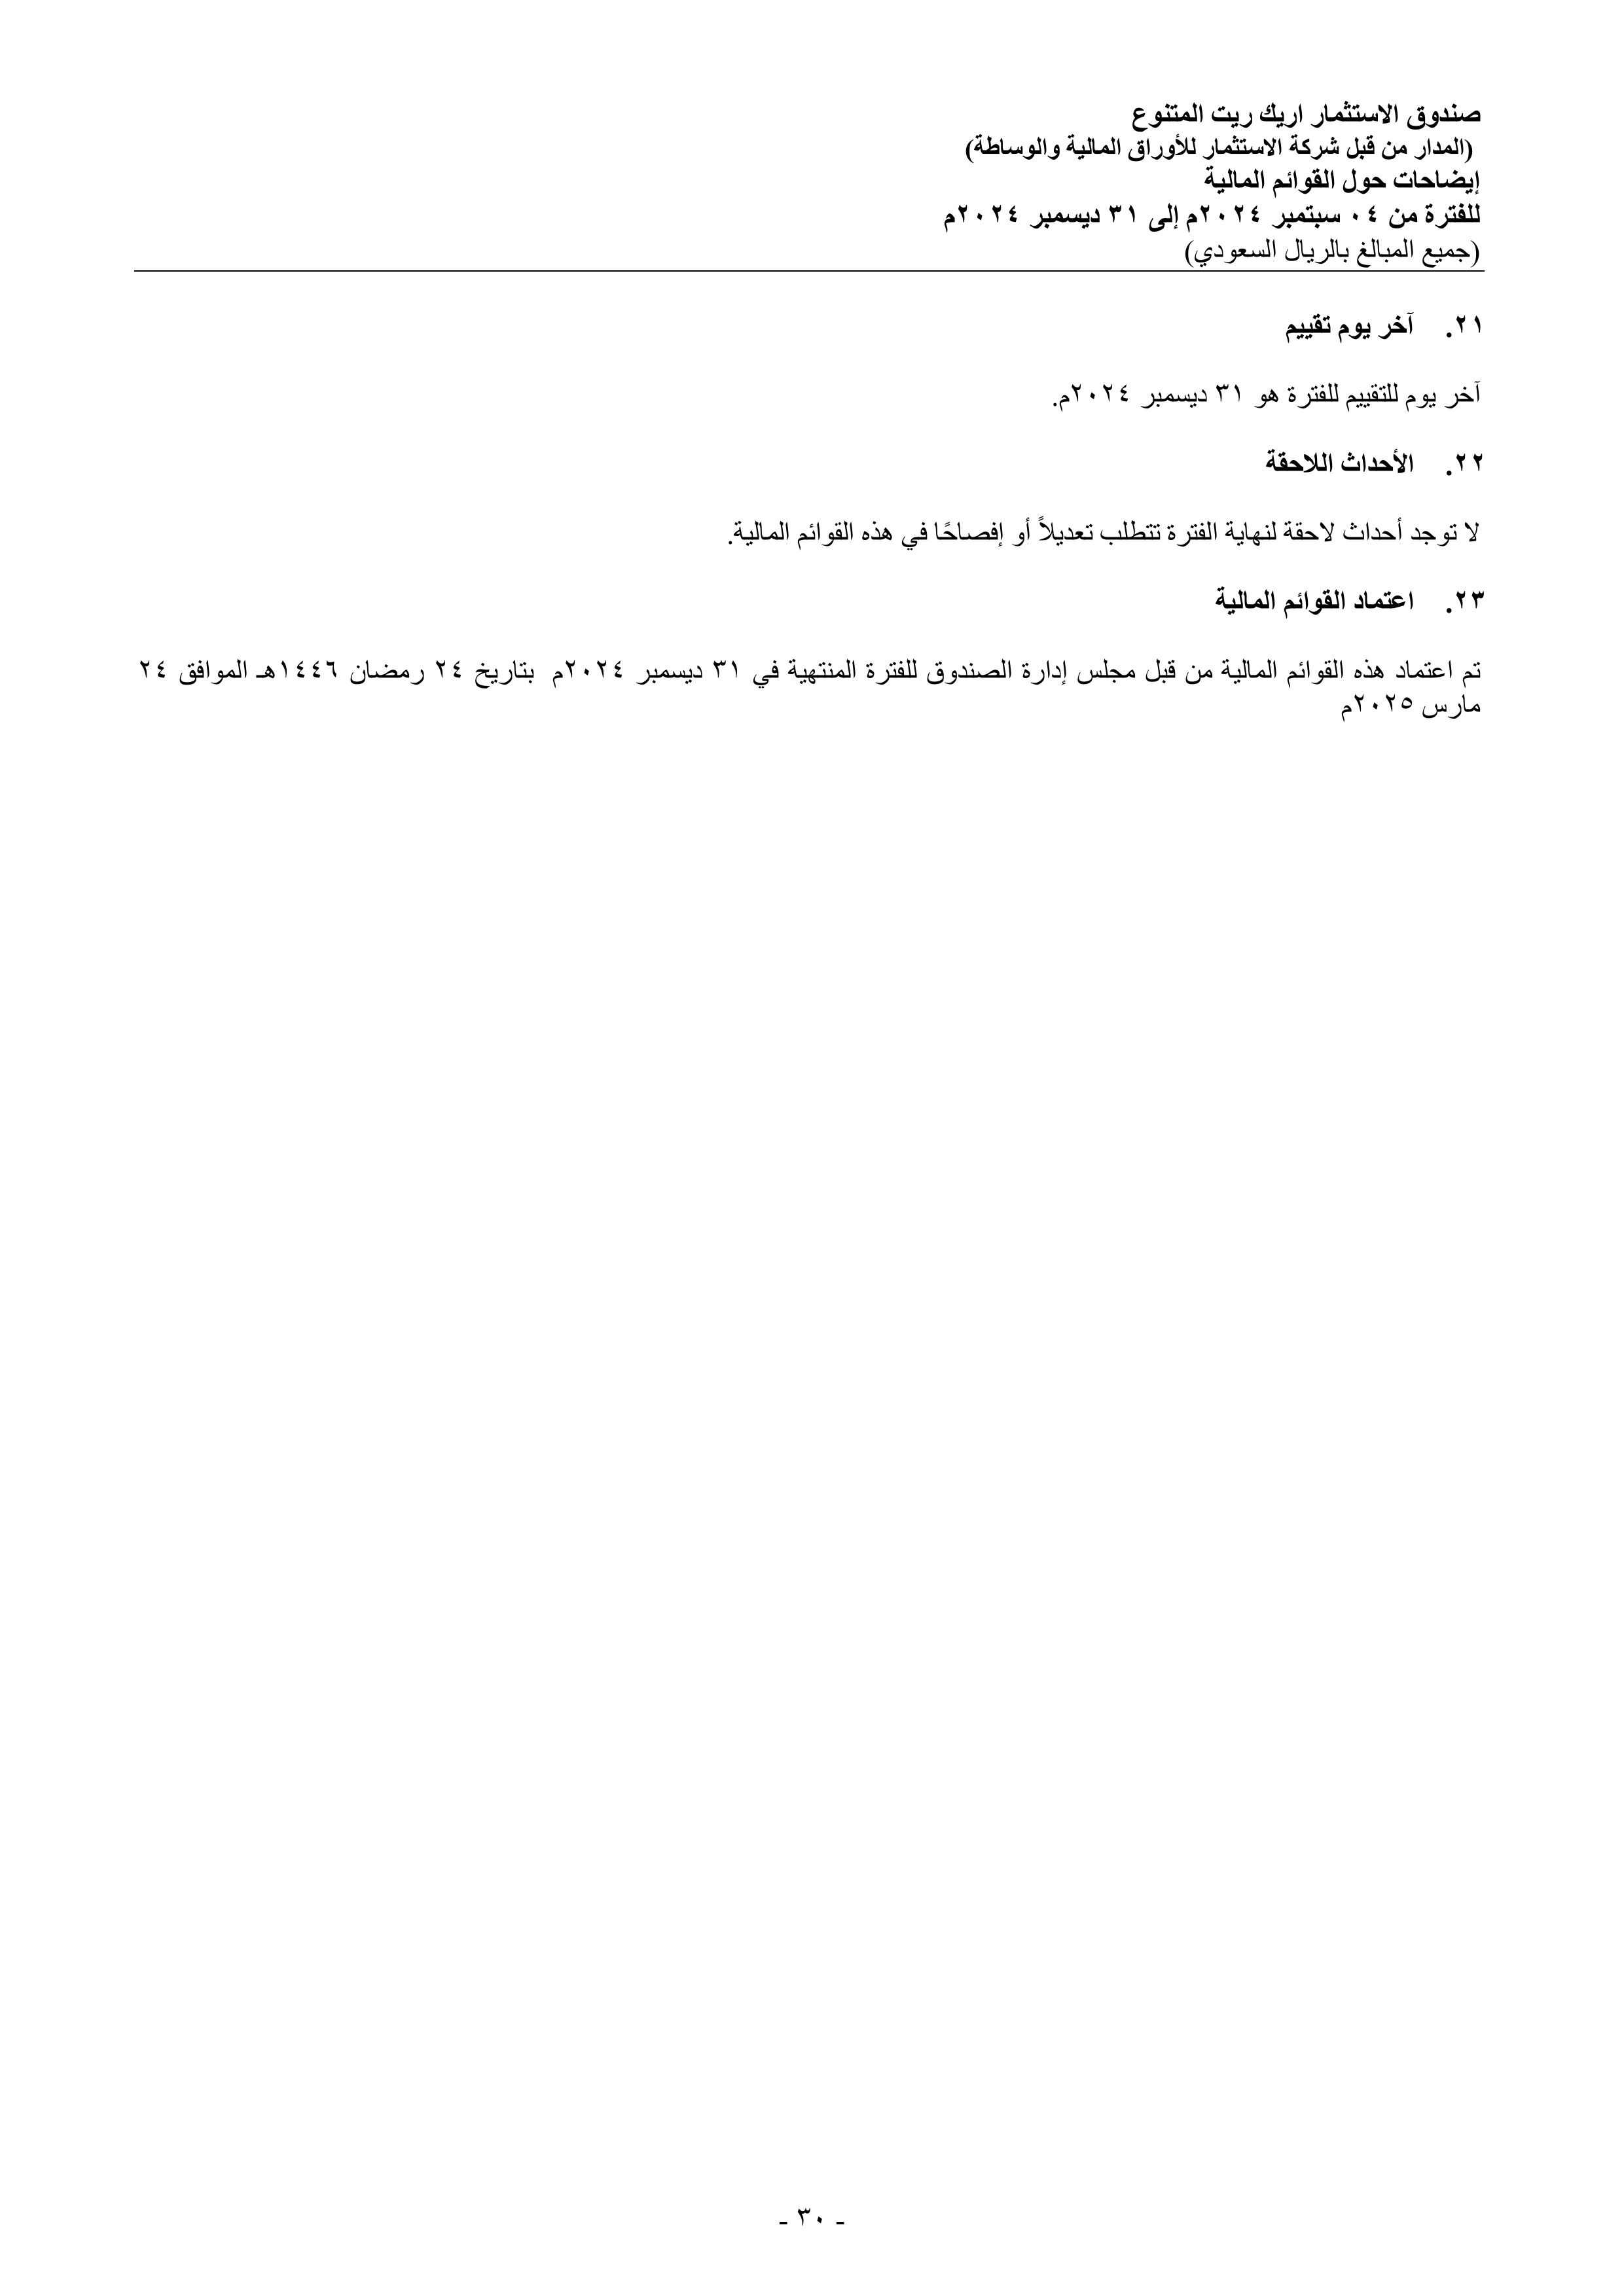 صندوق الاستثمار اريك ريت المتنوع
(المدار من قبل شركة الاستثمار للأوراق المالية والوساطة)
إيضاحات حول القوائم المالية
للفترة من ٠٤ سبتمبر ٢٠٢٤م إلى ٣١ ديسمبر ٢٠٢٤م
(جميع المبالغ بالريال السعودي)
٢١. آخر يوم تقييم
آخر يوم للتقييم للفترة هو ٣١ ديسمبر ٢٠٢٤م.
٢٢. الأحداث اللاحقة
لا توجد أحداث لاحقة لنهاية الفترة تتطلب تعديلاً أو إفصاحًا في هذه القوائم المالية.
٢٣. اعتماد القوائم المالية
تم اعتماد هذه القوائم المالية من قبل مجلس إدارة الصندوق للفترة المنتهية في ٣١ ديسمبر ٢٠٢٤م بتاريخ ٢٤ رمضان ١٤٤٦هـ الموافق ٢٤
مارس ٢٠٢٥م
- ٣٠ -